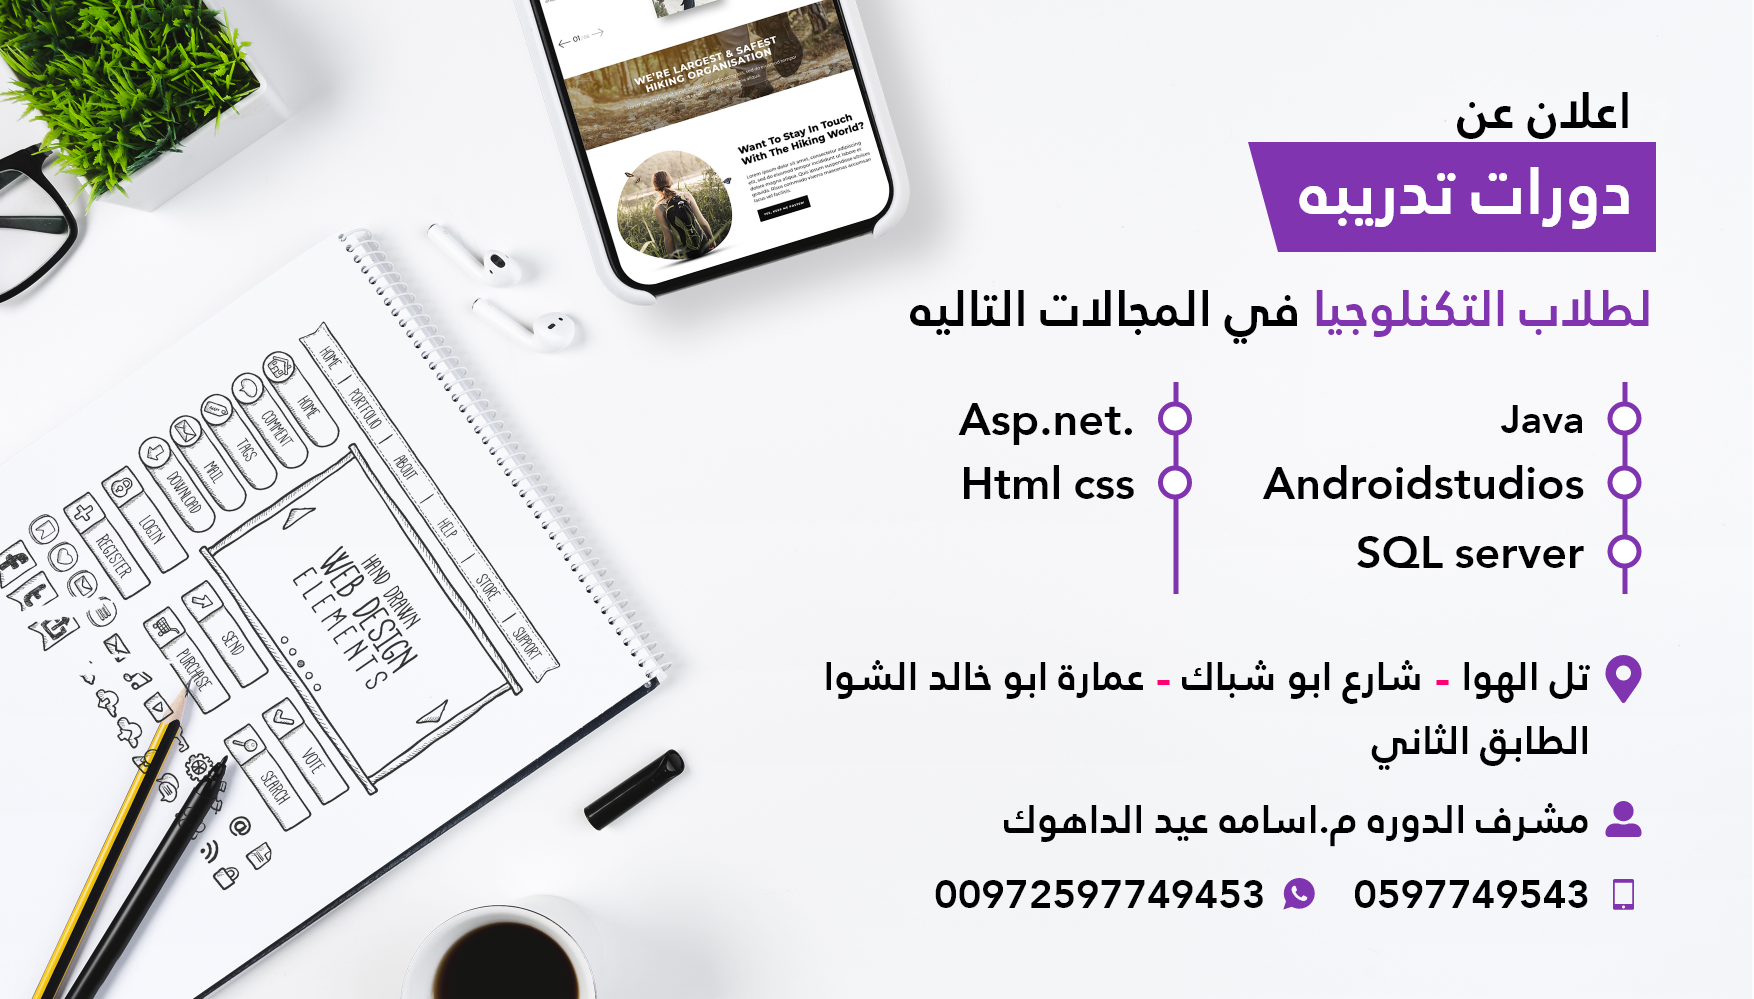 اعلان عن
دورات تدريبه
لطلاب التكنلوجيا في المجالات التاليه
Java
Androidstudios
SQL server
Asp.net.
Html css
تل الهوا - شارع ابو شباك - عمارة ابو خالد الشوا
الطابق الثاني
مشرف الدوره م.اسامه عيد الداهوك
0597749543
00972597749453
01
WE'RE LARGEST & SAFEST
HIKING ORGANISATION
Want To Stay In Touch
With The Hiking World?
HOME | PORTFOLIO | ABOUT | HELP | STORE | SUPPORT
HOME
COMMENT
TAGS
MAIL
DOWNLOAD
LOGIN
REGISTER
HAND DRAWN
WEB DESIGN
ELEMENTS
SEND
PURCHASE
VOTE
SEARCH